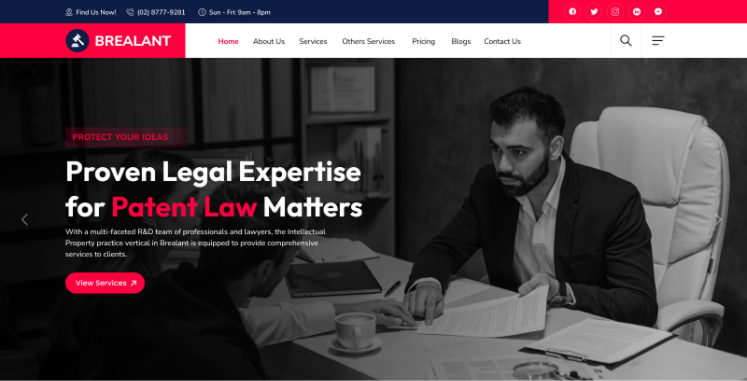 Find Us Now!
(02) 8777-9281
Sun - Fri: 9am - 8pm
BREALANT
Home
About Us
Services
Others Services
Pricing
Blogs
Contact Us
PROTECT YOUR IDEAS
Proven Legal Expertise
for Patent Law Matters
With a multi-faceted R&D team of professionals and lawyers, the Intellectual
Property practice vertical in Brealant is equipped to provide comprehensive
services to clients.
View Services